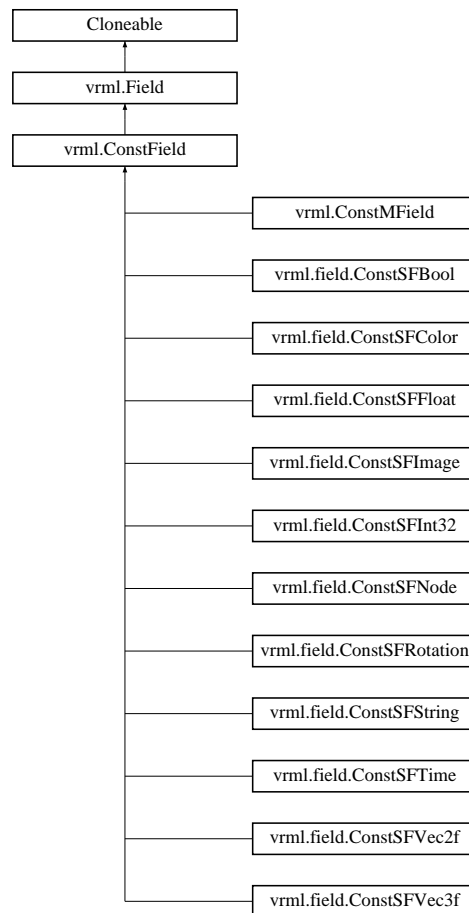 Cloneable
vrml.Field
vrml.ConstField
vrml.ConstMField
vrml.field.ConstSFBool
vrml.field.ConstSFColor
vrml.field.ConstSFFloat
vrml.field.ConstSFImage
vrml.field.ConstSFInt32
vrml.field.ConstSFNode
vrml.field.ConstSFRotation
vrml.field.ConstSFString
vrml.field.ConstSFTime
vrml.field.ConstSFVec2f
vrml.field.ConstSFVec3f